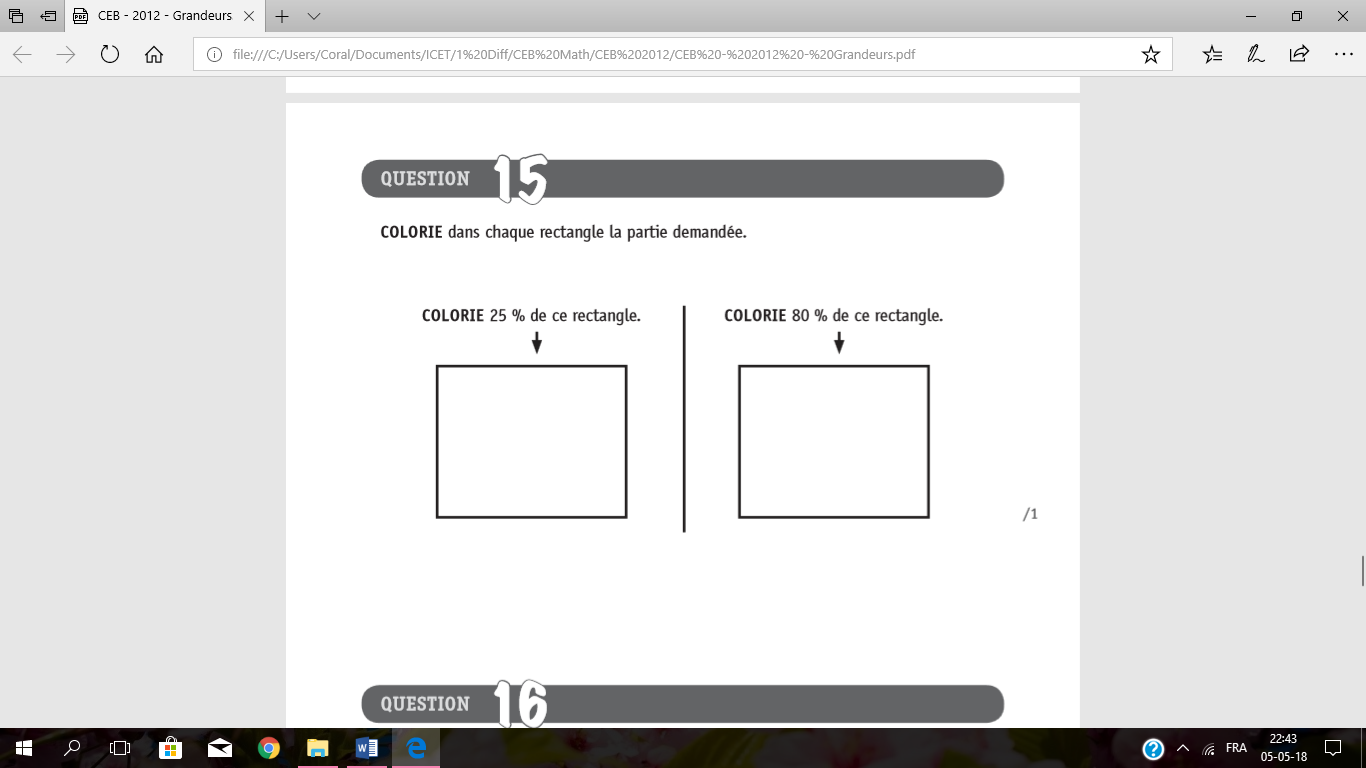 CEB - 2012 - Grandeurs
file:///C:/Users/Coral/Documents/ICET/1%20Diff/CEB%20Math/CEB%202012/CEB%20-%202012%20-%20Grandeurs.pdf
QUESTION 15
COLORIE dans chaque rectangle la partie demandée.
COLORIE 25 % de ce rectangle.
COLORIE 80 % de ce rectangle.
/1
QUESTION 16
FRA
22:43
05-05-18